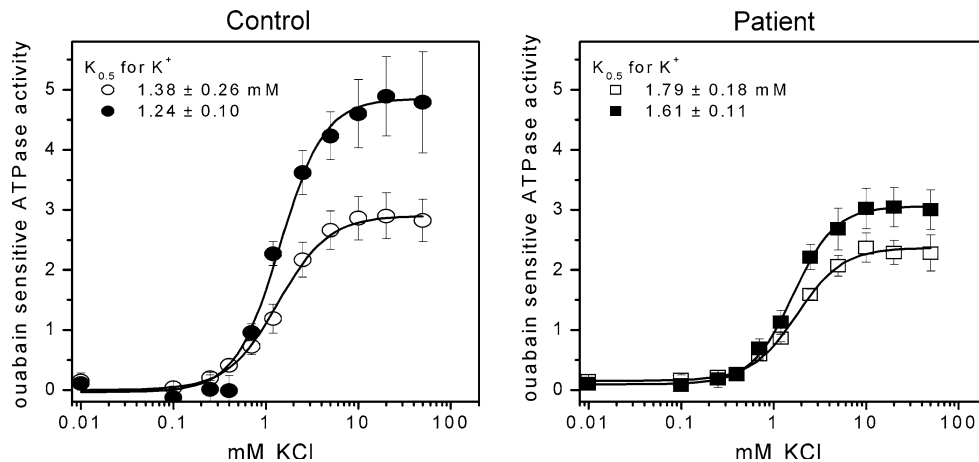 Control
ouabain sensitive ATPase activity
5
4
3
2
1
0
K0.5 for K+
1.38 ± 0.26 mM
1.24 ± 0.10
0.01 0.1 1 10 100
mM KCl
Patient
ouabain sensitive ATPase activity
5
4
3
2
1
0
K0.5 for K+
1.79 ± 0.18 mM
1.61 ± 0.11
0.01 0.1 1 10 100
mM KCl